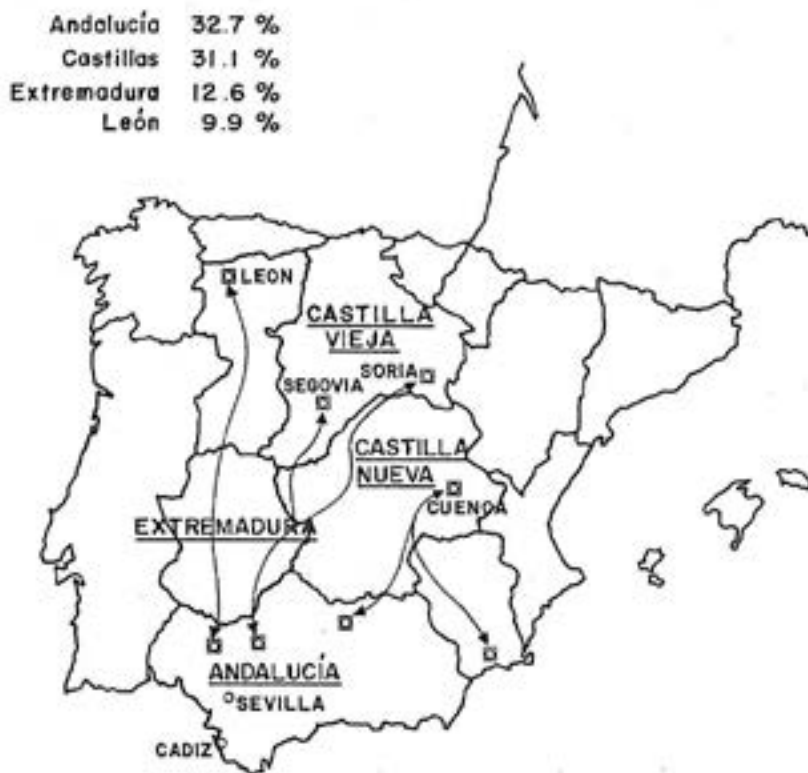 Andalucía 32.7 %
Castillas 31.1 %
Extremadura 12.6 %
León 9.9 %
LEON
CASTILLA
VIEJA
SORIA
SEGOVIA
CASTILLA
NUEVA
CUENCA
EXTREMADURA
ANDALUCÍA
SEVILLA
CADIZ